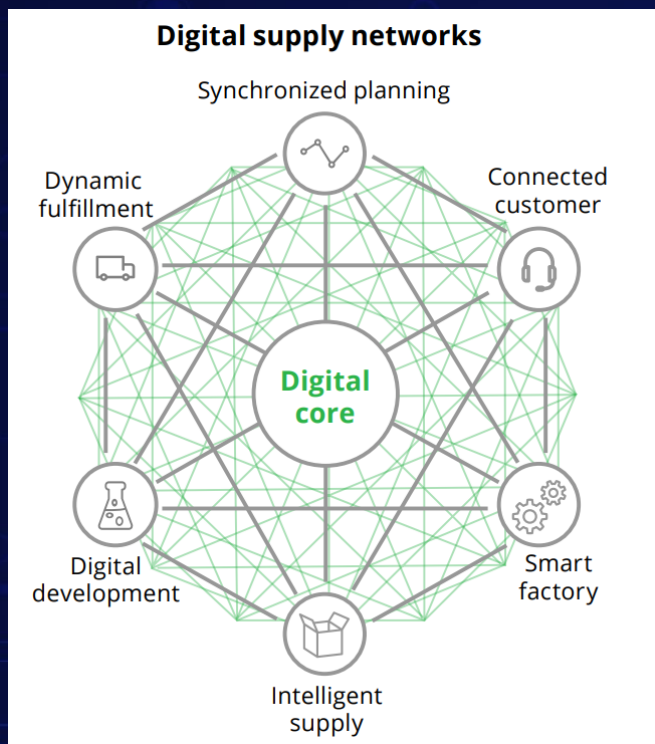 Digital supply networks
Synchronized planning
Dynamic
fulfillment
Connected
customer
Digital
core
Digital
development
Smart
factory
Intelligent
supply